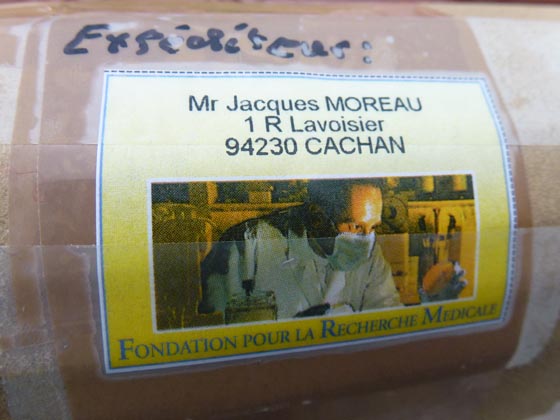 Expéditeur :
Mr Jacques MOREAU
1 R Lavoisier
94230 CACHAN
FONDATION POUR LA RECHERCHE MEDICALE